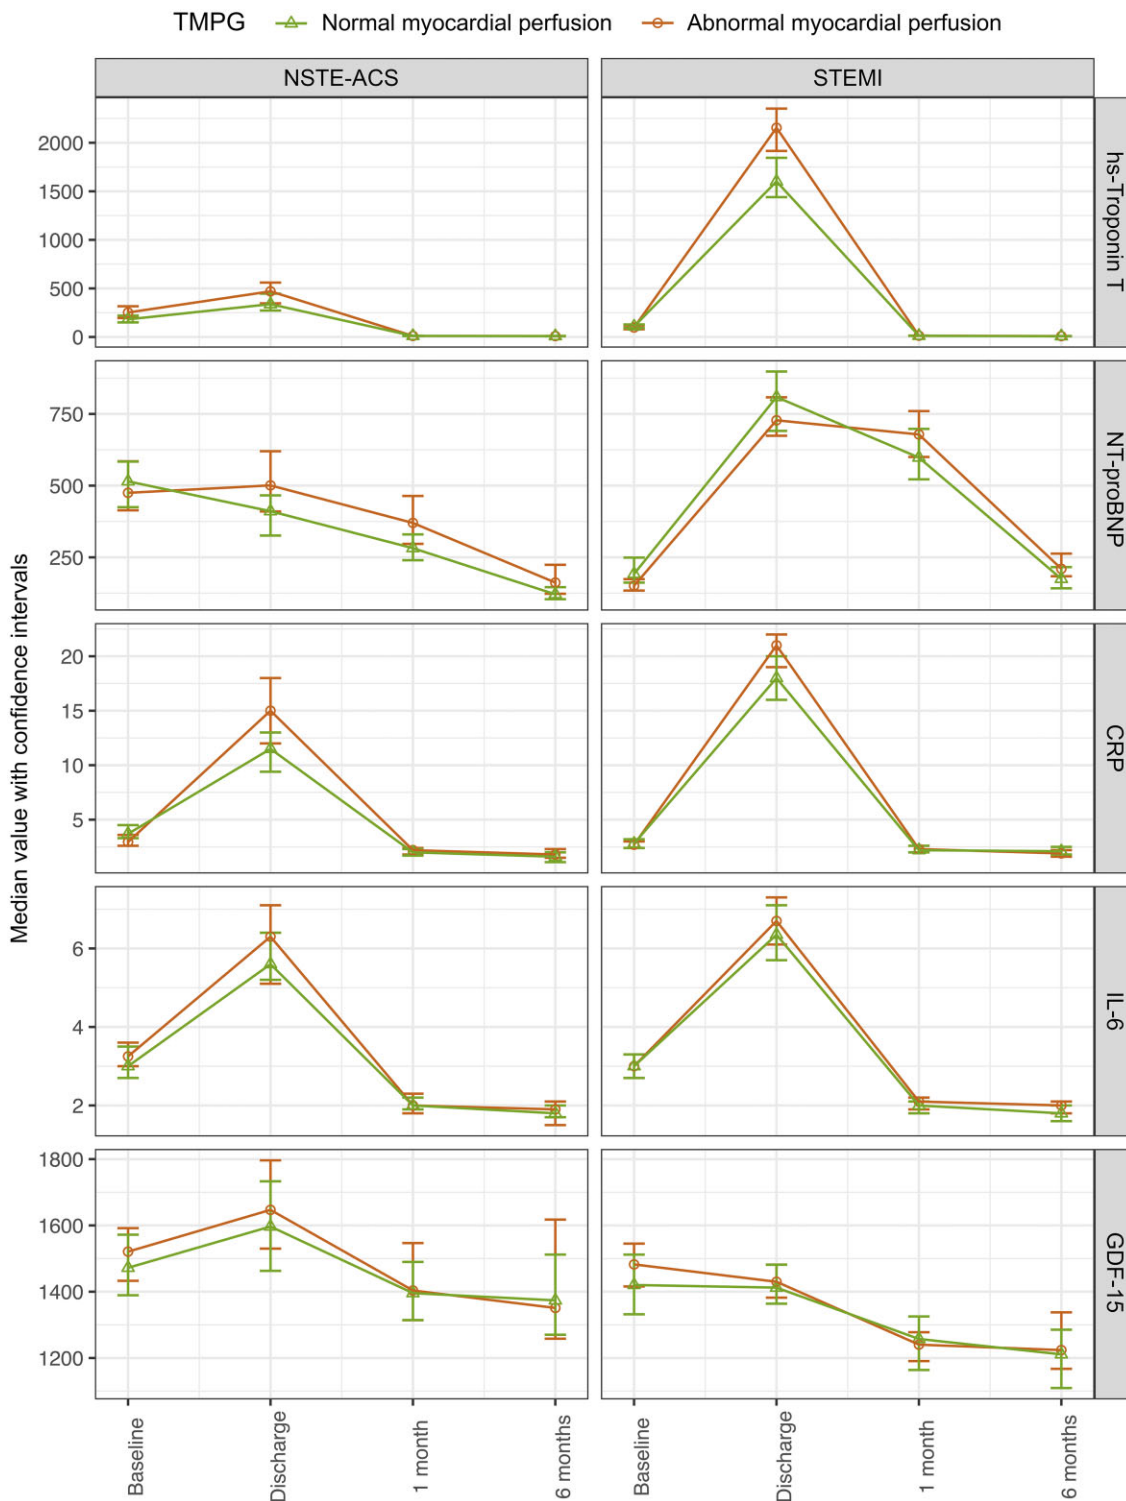 TMPG Normal myocardial perfusion Abnormal myocardial perfusion
NSTE-ACS STEMI
Median value with confidence intervals
2000
1500
1000
500
0
hs-Troponin T
750
500
250
NT-proBNP
20
15
10
5
CRP
6
4
2
IL-6
1800
1600
1400
1200
GDF-15
Baseline Discharge 1 month 6 months Baseline Discharge 1 month 6 months